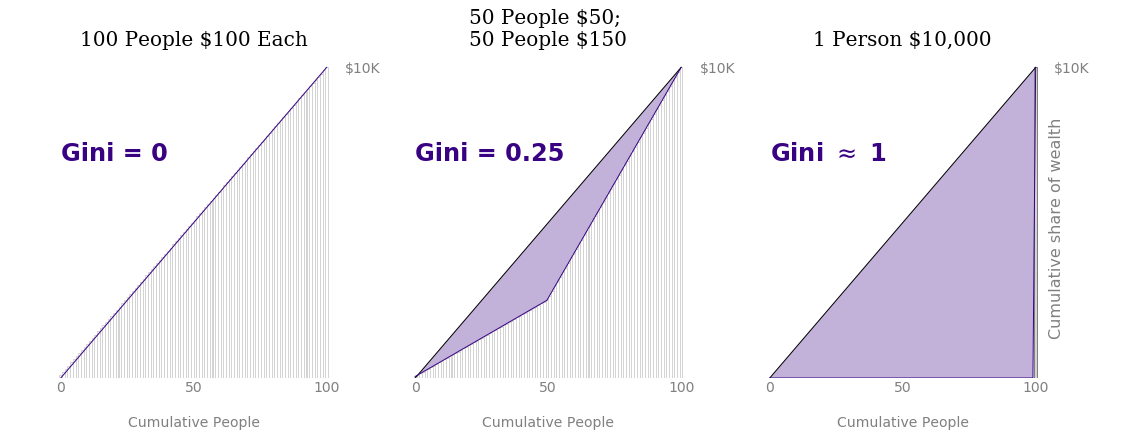 100 People $100 Each
$10K
Gini = 0
0 50 100
Cumulative People
50 People $50;
50 People $150
$10K
Gini = 0.25
0 50 100
Cumulative People
1 Person $10,000
$10K
Gini ≈ 1
Cumulative share of wealth
0 50 100
Cumulative People